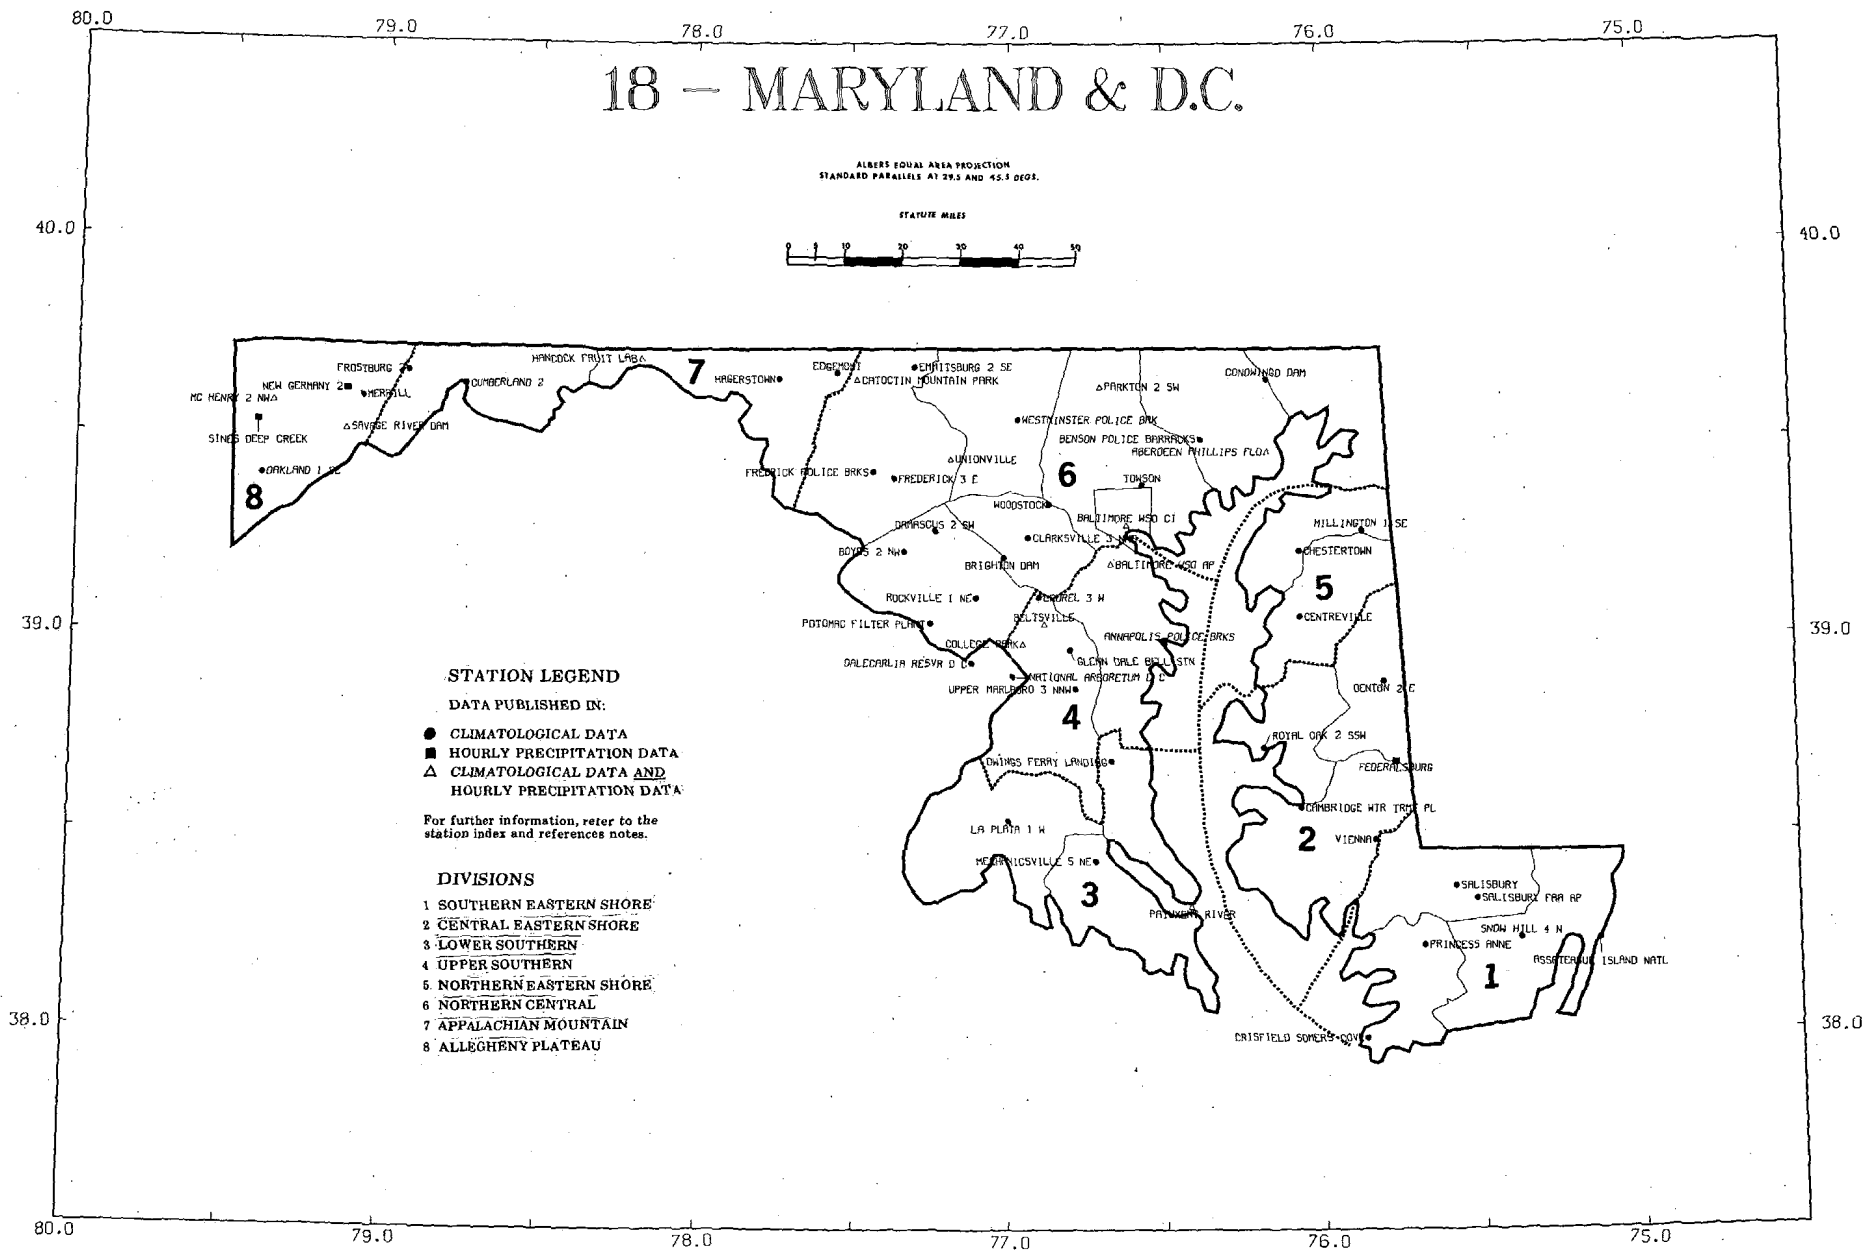 80.0
79.0
78.0
77.0
76.0
75.0
18 — MARYLAND & D.C.
ALBERS EQUAL AREA PROJECTION
STANDARD PARALLELS AT 29.5 AND 45.5 DEGS.
STATUTE MILES
0 5 10 20 30 40 50
40.0
40.0
HANCOCK FRUIT LAB
7
FROSTBURG 2
EDGEMONT
EMMITSBURG 2 SE
CONOWINGO DAM
HAGERSTOWN
CATOCTIN MOUNTAIN PARK
CUMBERLAND 2
NEW GERMANY 2
PARKTON 2 SW
MERRILL
MC HENRY 2 NW
SAVAGE RIVER DAM
WESTMINSTER POLICE BRK
SINES DEEP CREEK
BENSON POLICE BARRACKS
ABERDEEN PHILLIPS FLD
UNIONVILLE
OAKLAND 1 SE
FREDRICK POLICE BRKS
FREDERICK 3 E
6
TOWSON
8
WOODSTOCK
BALTIMORE WSO CI
DAMASCUS 2 SW
MILLINGTON 1 SE
CLARKSVILLE 3
BOYDS 2 NW
CHESTERTOWN
BRIGHTON DAM
BALTIMORE WSO AP
5
ROCKVILLE 1 NE
LAUREL 3 W
BELTSVILLE
CENTREVILLE
39.0
POTOMAC FILTER PLANT
39.0
ANNAPOLIS POLICE BRKS
COLLEGE PARK
DALECARLIA RESVR D C
GLENN DALE BELL STN
NATIONAL ARBORETUM D C
UPPER MARLBORO 3 NNW
DENTON 2 E
4
ROYAL OAK 2 SSW
OWINGS FERRY LANDING
FEDERALSBURG
CAMBRIDGE WTR TRMT PL
LA PLATA 1 W
2
VIENNA
MECHANICSVILLE 5 NE
3
SALISBURY
SALISBURY FAA AP
PATUXENT RIVER
SNOW HILL 4 N
PRINCESS ANNE
ASSATEAGUE ISLAND NATL
1
CRISFIELD SOMERS COVE
STATION LEGEND
DATA PUBLISHED IN:
CLIMATOLOGICAL DATA
HOURLY PRECIPITATION DATA
CLIMATOLOGICAL DATA AND
HOURLY PRECIPITATION DATA
For further information, refer to the
station index and references notes.
DIVISIONS
1 SOUTHERN EASTERN SHORE
2 CENTRAL EASTERN SHORE
3 LOWER SOUTHERN
4 UPPER SOUTHERN
5 NORTHERN EASTERN SHORE
6 NORTHERN CENTRAL
7 APPALACHIAN MOUNTAIN
8 ALLEGHENY PLATEAU
38.0
38.0
80.0
79.0
78.0
77.0
76.0
75.0